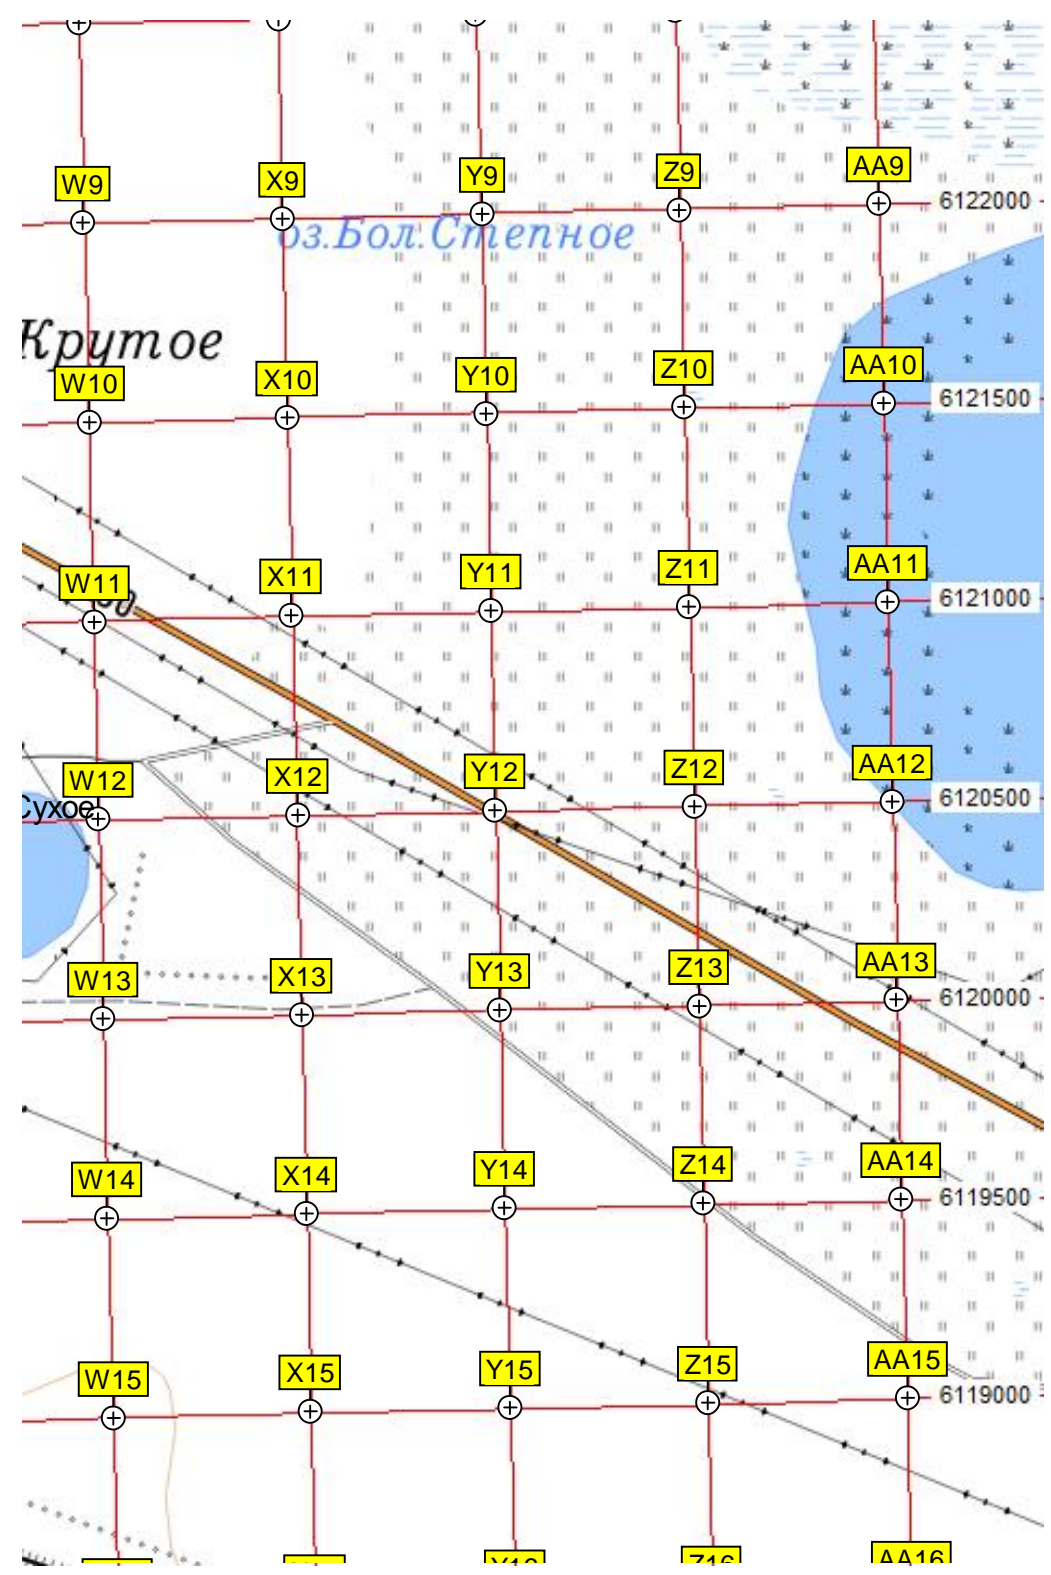 W9 X9 Y9 Z9 AA9
6122000
оз.Бол.Степное
Крутое
W10 X10 Y10 Z10 AA10
6121500
W11 X11 Y11 Z11 AA11
6121000
W12 X12 Y12 Z12 AA12
Сухое
6120500
W13 X13 Y13 Z13 AA13
6120000
W14 X14 Y14 Z14 AA14
6119500
W15 X15 Y15 Z15 AA15
6119000
Z16 AA16